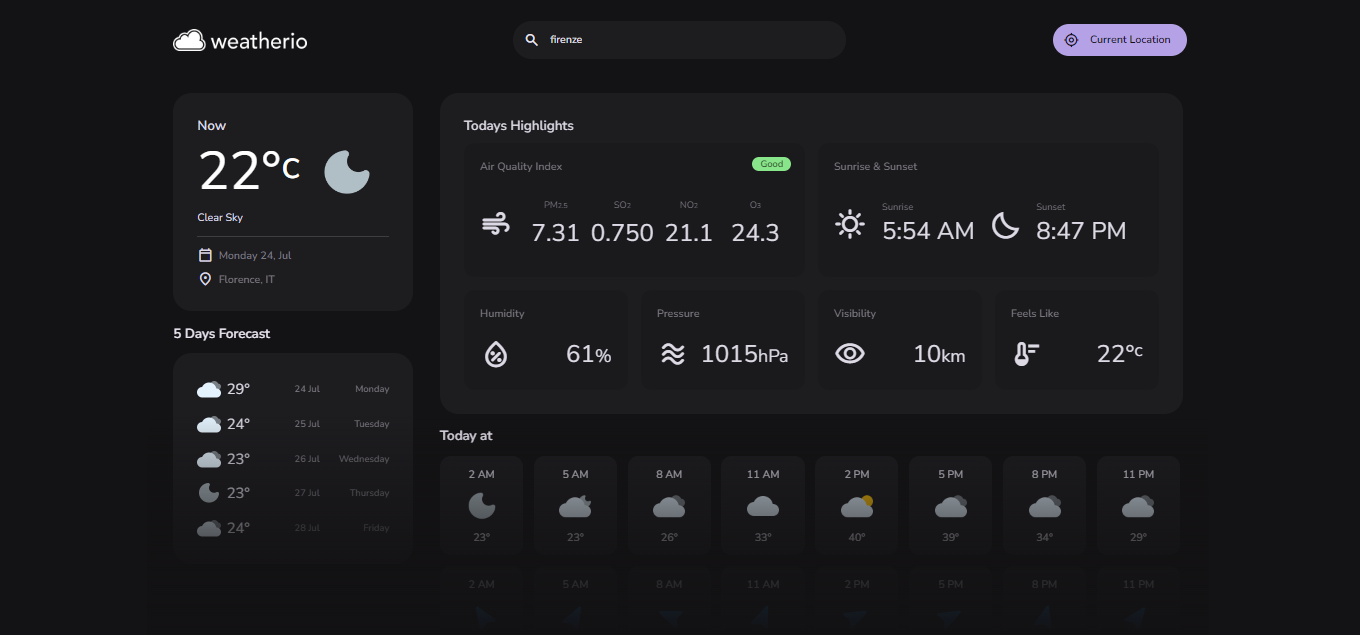 weatherio
firenze
Current Location
Now
22°c
Clear Sky
Monday 24, Jul
Florence, IT
5 Days Forecast
29° 24 Jul Monday
24° 25 Jul Tuesday
23° 26 Jul Wednesday
23° 27 Jul Thursday
24° 28 Jul Friday
Todays Highlights
Air Quality Index Good
PM2.5 SO2 NO2 O3
7.31 0.750 21.1 24.3
Sunrise & Sunset
Sunrise Sunset
5:54 AM 8:47 PM
Humidity
61%
Pressure
1015hPa
Visibility
10km
Feels Like
22°c
Today at
2 AM 5 AM 8 AM 11 AM 2 PM 5 PM 8 PM 11 PM
23° 23° 26° 33° 40° 39° 34° 29°
2 AM 5 AM 8 AM 11 AM 2 PM 5 PM 8 PM 11 PM